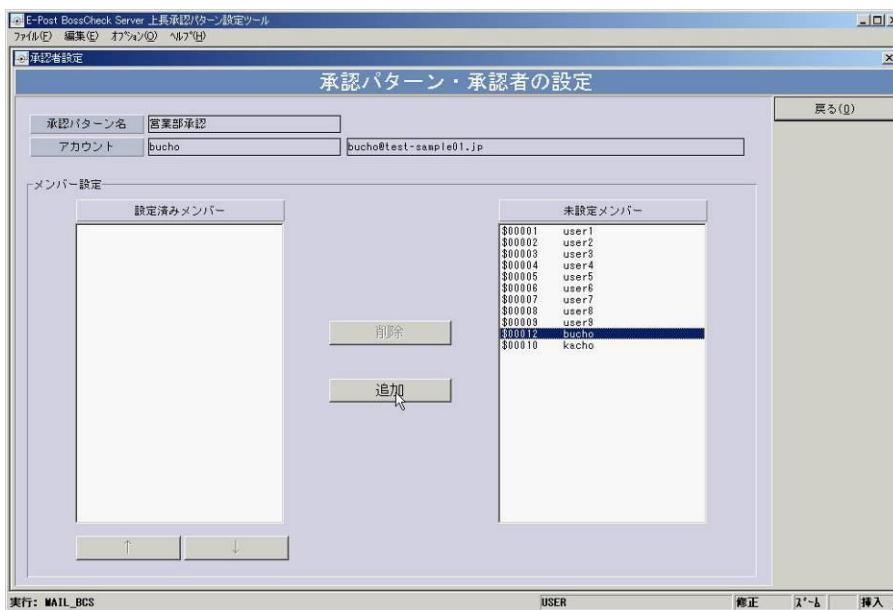 E-Post BossCheck Server 上長承認パターン設定ツール
ファイル(F) 編集(E) オプション(O) ヘルプ(H)
承認者設定
承認パターン・承認者の設定
戻る(Q)
承認パターン名 営業部承認
アカウント bucho bucho@test-sample01.jp
メンバー設定
設定済みメンバー
未設定メンバー
$00001 user1
$00002 user2
$00003 user3
$00004 user4
$00005 user5
$00006 user6
$00007 user7
$00008 user8
$00009 user9
$00012 bucho
$00010 kacho
削除
追加
↑ ↓
実行: MAIL_BCS USER 修正 ズーム 挿入